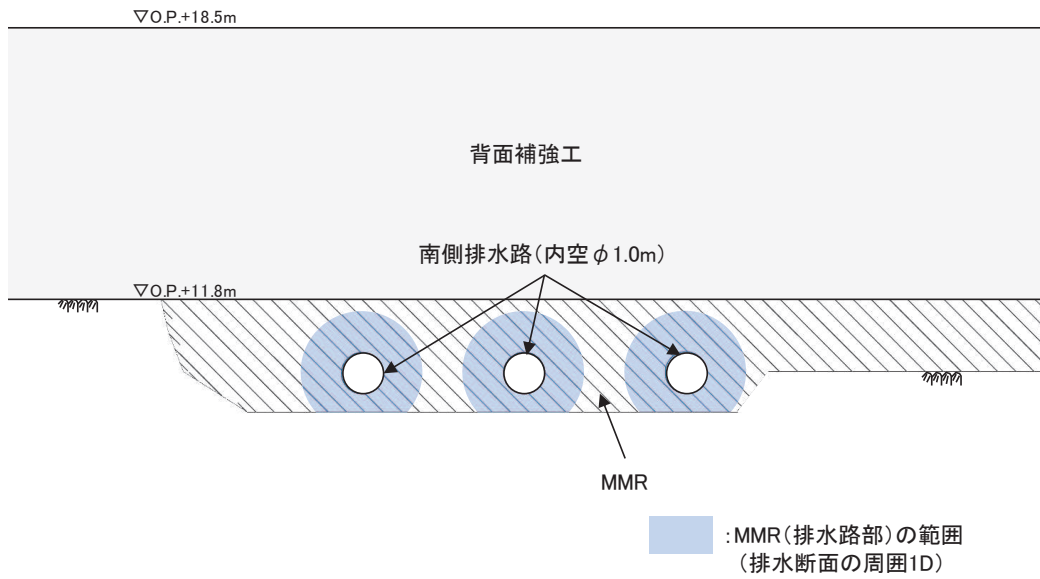 ▽O.P.+18.5m
背面補強工
南側排水路(内空φ1.0m)
▽O.P.+11.8m
MMR
:MMR(排水路部)の範囲
(排水断面の周囲1D)